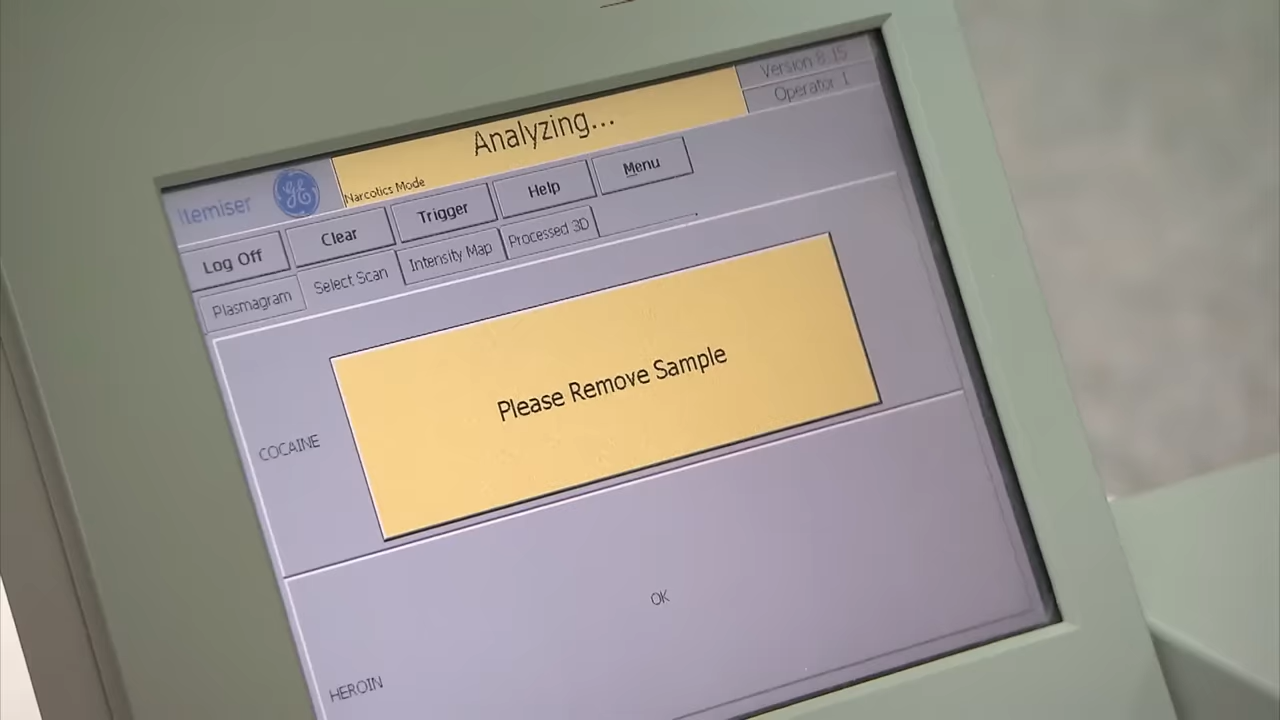 Itemiser
GE
Analyzing...
Narcotics Mode
Version 8.15
Operator 1
Log Off
Clear
Trigger
Help
Menu
Plasmagram
Select Scan
Intensity Map
Processed 3D
COCAINE
Please Remove Sample
OK
HEROIN